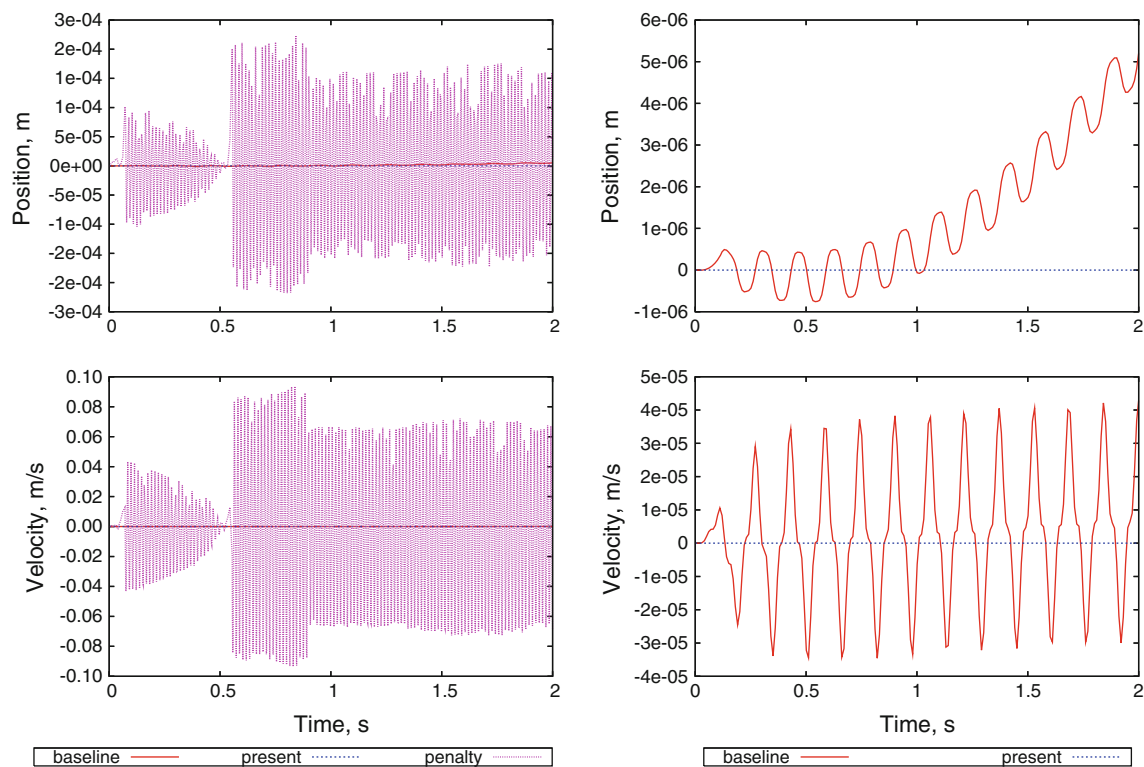 3e-04
2e-04
1e-04
1e-04
5e-05
0e+00
-5e-05
-1e-04
-2e-04
-2e-04
-3e-04
Position, m
0 0.5 1 1.5 2
6e-06
5e-06
4e-06
3e-06
2e-06
1e-06
0
-1e-06
Position, m
0 0.5 1 1.5 2
0.10
0.08
0.06
0.04
0.02
0.00
-0.02
-0.04
-0.06
-0.08
-0.10
Velocity, m/s
0 0.5 1 1.5 2
Time, s
5e-05
4e-05
3e-05
2e-05
1e-05
0
-1e-05
-2e-05
-3e-05
-4e-05
Velocity, m/s
0 0.5 1 1.5 2
Time, s
baseline present penalty
baseline present